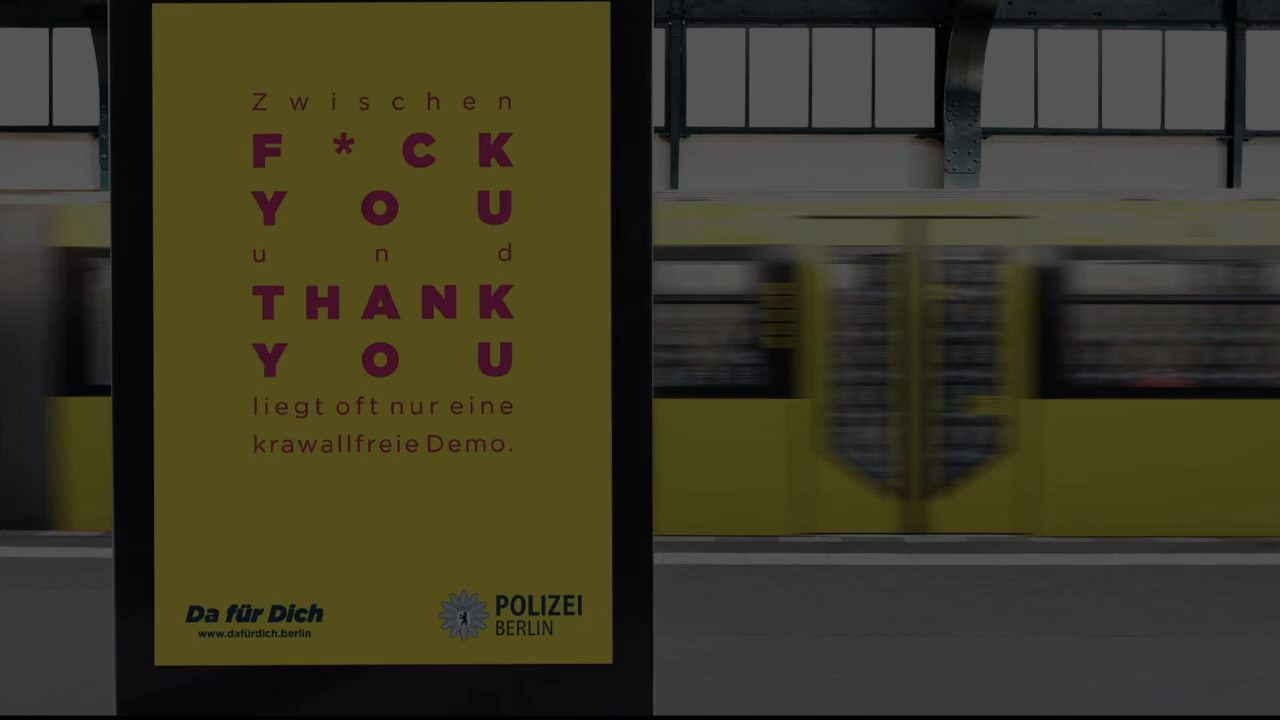 Zwischen
F*CK
YOU
und
THANK
YOU
liegt oft nur eine
krawallfreie Demo.
Da für Dich
www.dafürdich.berlin
POLIZEI
BERLIN